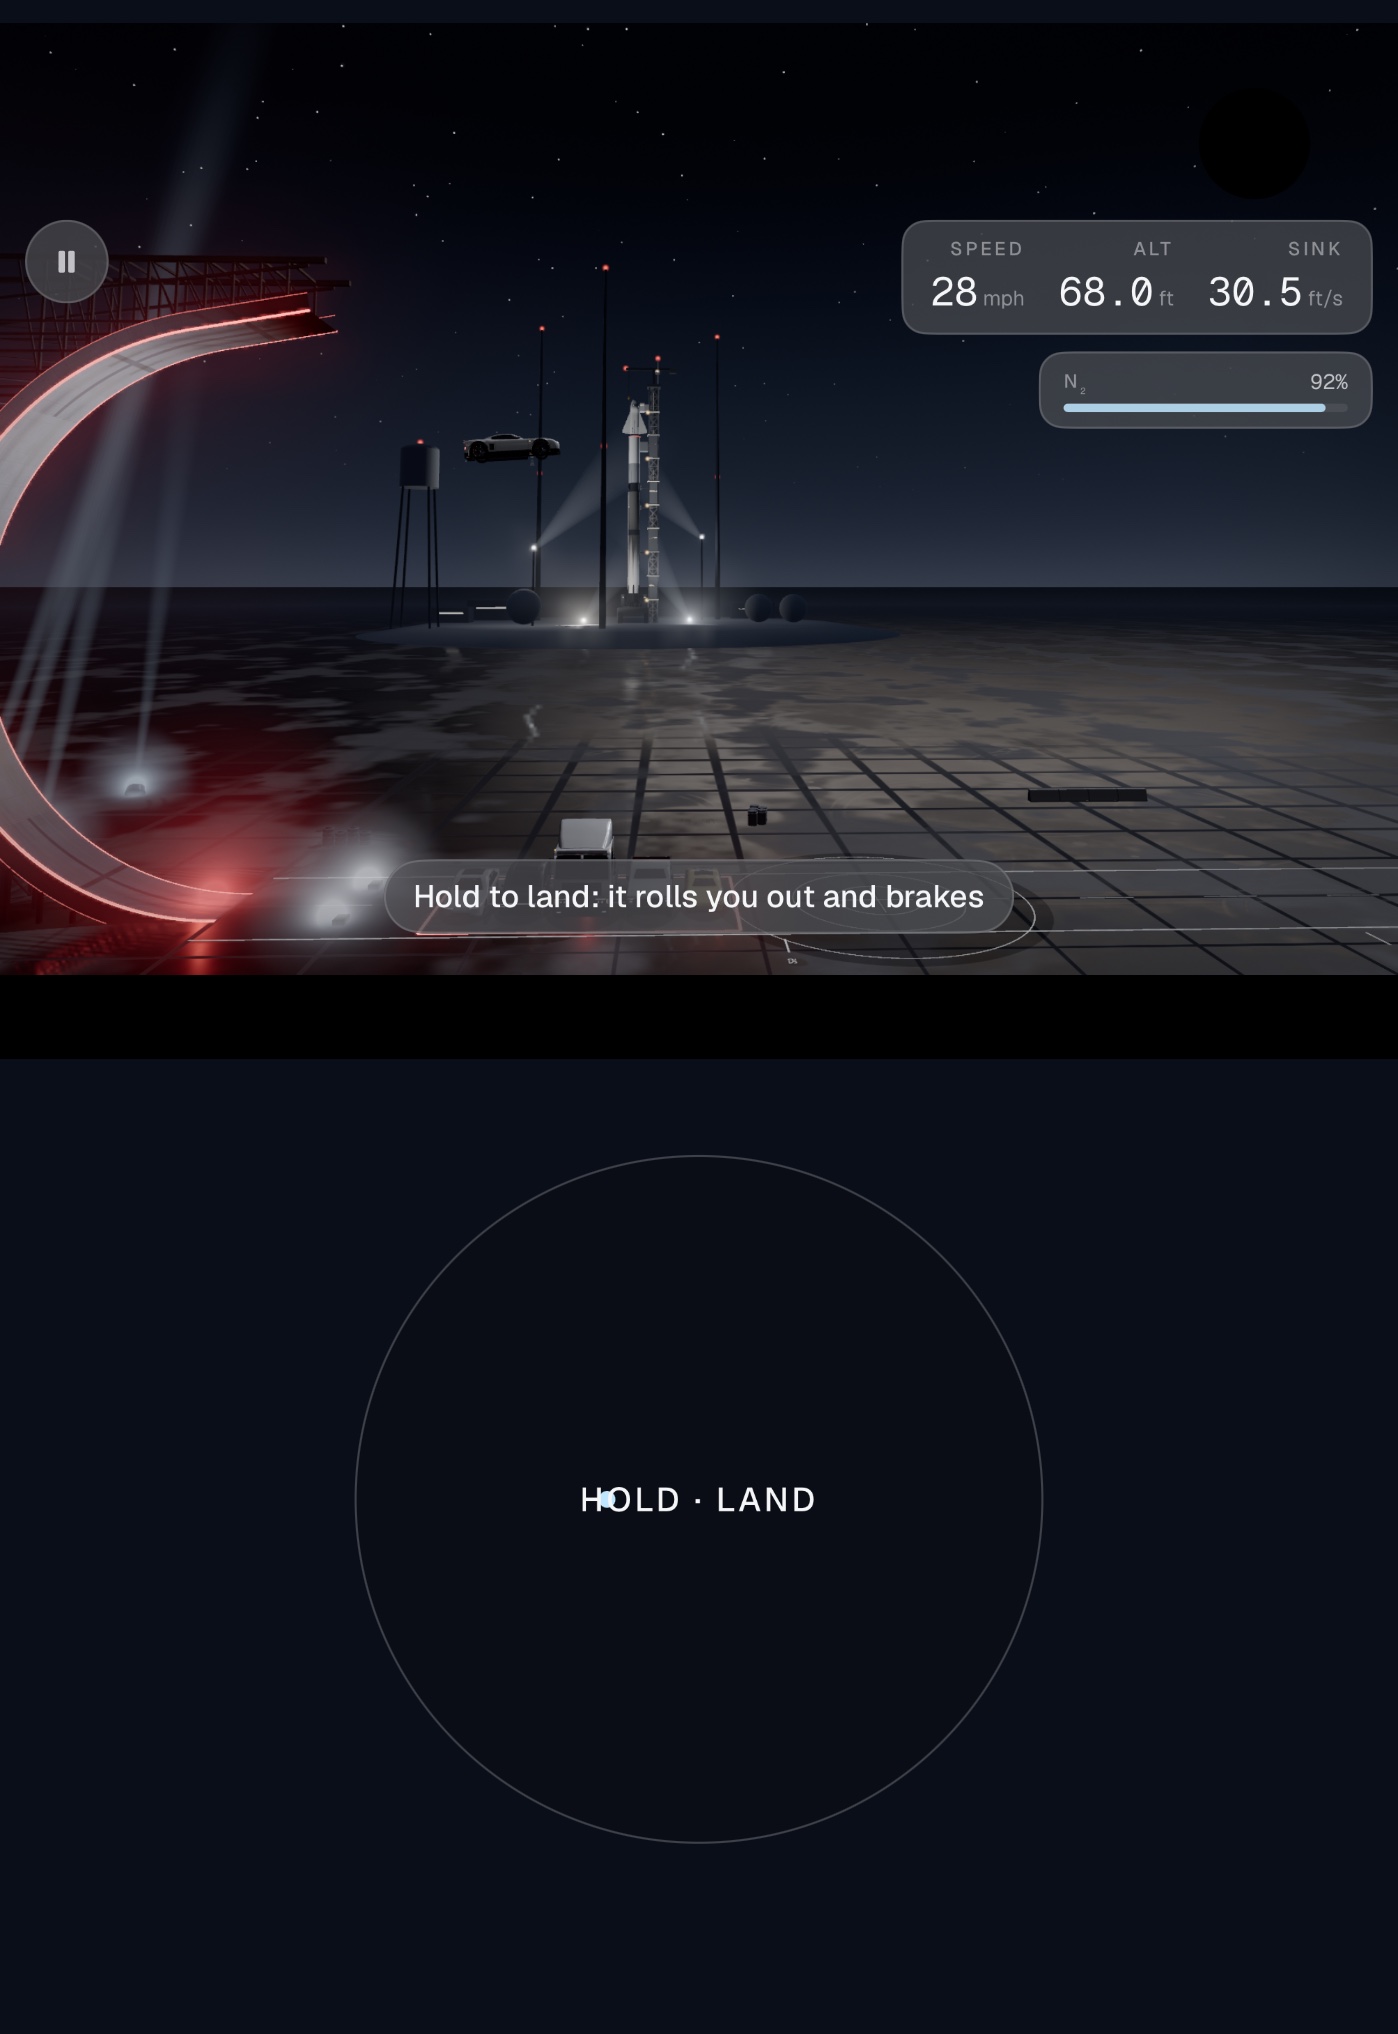 SPEED ALT SINK
28 mph 68.0 ft 30.5 ft/s
N₂ 92%
Hold to land: it rolls you out and brakes
HOLD · LAND